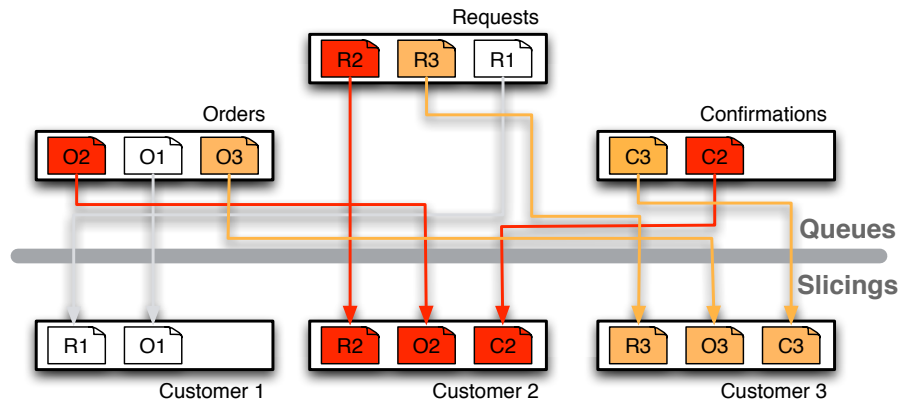 Requests
R2 R3 R1
Orders
O2 O1 O3
Confirmations
C3 C2
Queues
Slicings
R1 O1
Customer 1
R2 O2 C2
Customer 2
R3 O3 C3
Customer 3